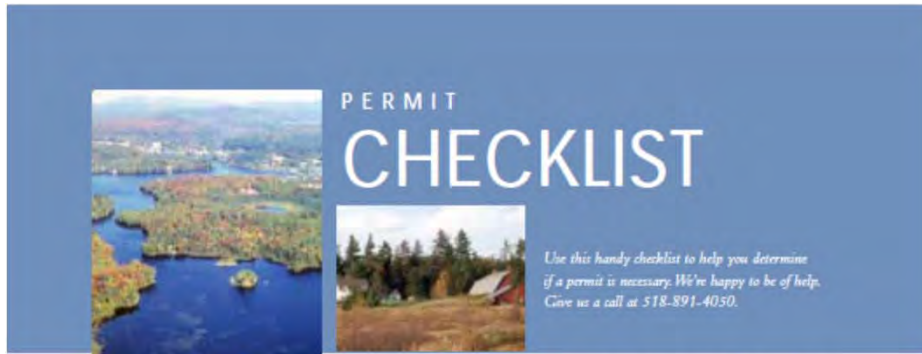 PERMIT
CHECKLIST
Use this handy checklist to help you determine
if a permit is necessary. We're happy to be of help.
Give us a call at 518-891-4050.